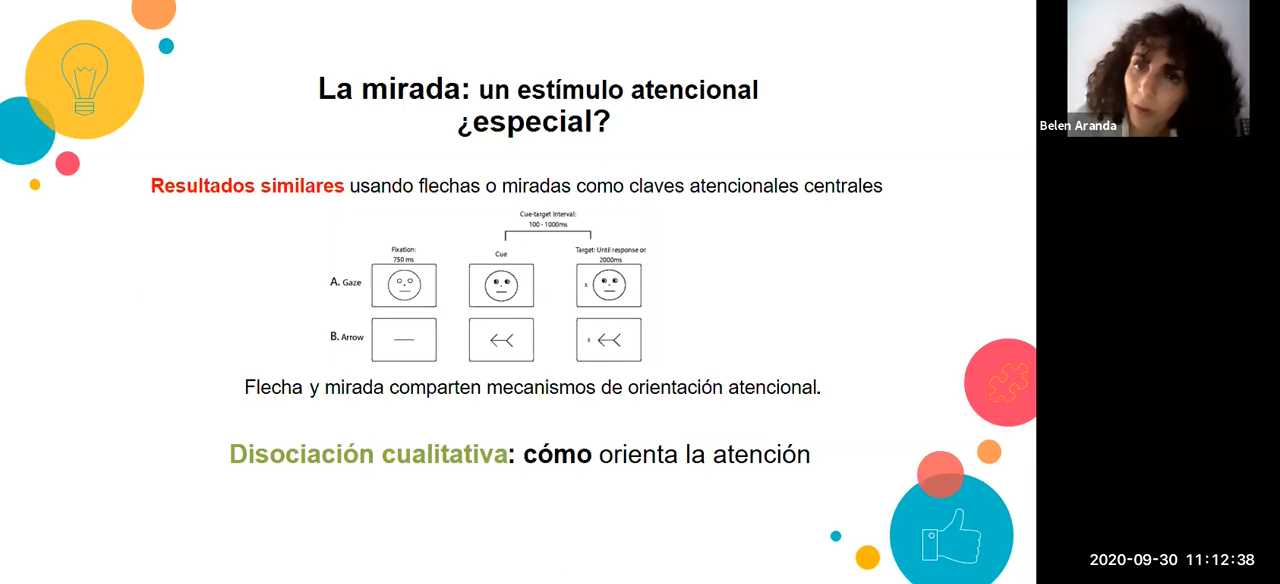 La mirada: un estímulo atencional
¿especial?
Resultados similares usando flechas o miradas como claves atencionales centrales
Cue-target Interval:
100 - 1000ms
Fixation:
750 ms
Cue
Target: Until response or
2000ms
A. Gaze
x
B. Arrow
x
Flecha y mirada comparten mecanismos de orientación atencional.
Disociación cualitativa: cómo orienta la atención
Belen Aranda
2020-09-30 11:12:38